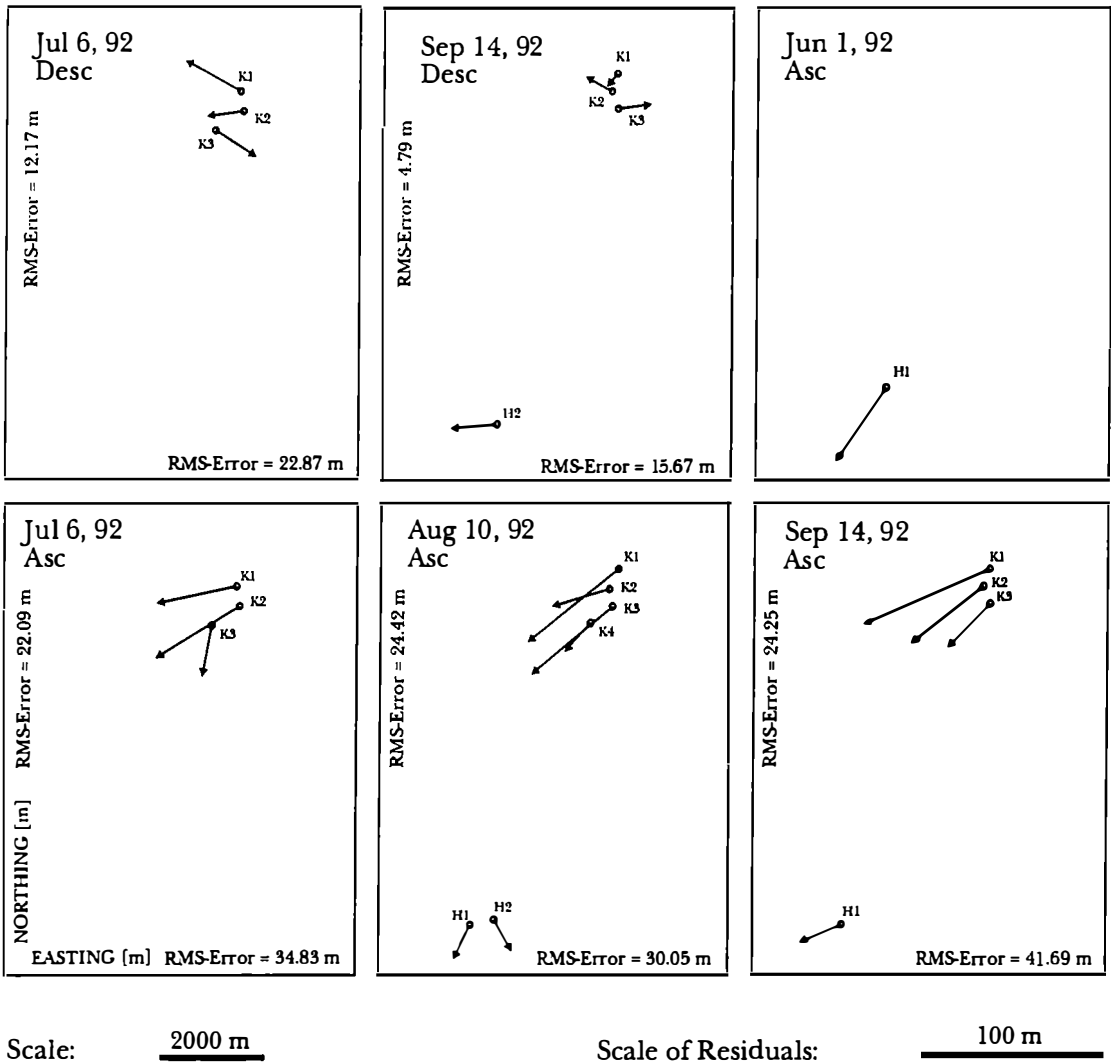 Jul 6, 92
Desc
K1
K2
K3
RMS-Error = 12.17 m
RMS-Error = 22.87 m
Sep 14, 92
Desc
K1
K2
K3
RMS-Error = 4.79 m
H2
RMS-Error = 15.67 m
Jun 1, 92
Asc
H1
Jul 6, 92
Asc
K1
K2
K3
RMS-Error = 22.09 m
NORTHING [m]
EASTING [m] RMS-Error = 34.83 m
Aug 10, 92
Asc
K1
K2
K3
K4
RMS-Error = 24.42 m
H1
H2
RMS-Error = 30.05 m
Sep 14, 92
Asc
K1
K2
K3
RMS-Error = 24.25 m
H1
RMS-Error = 41.69 m
Scale: 2000 m
Scale of Residuals: 100 m